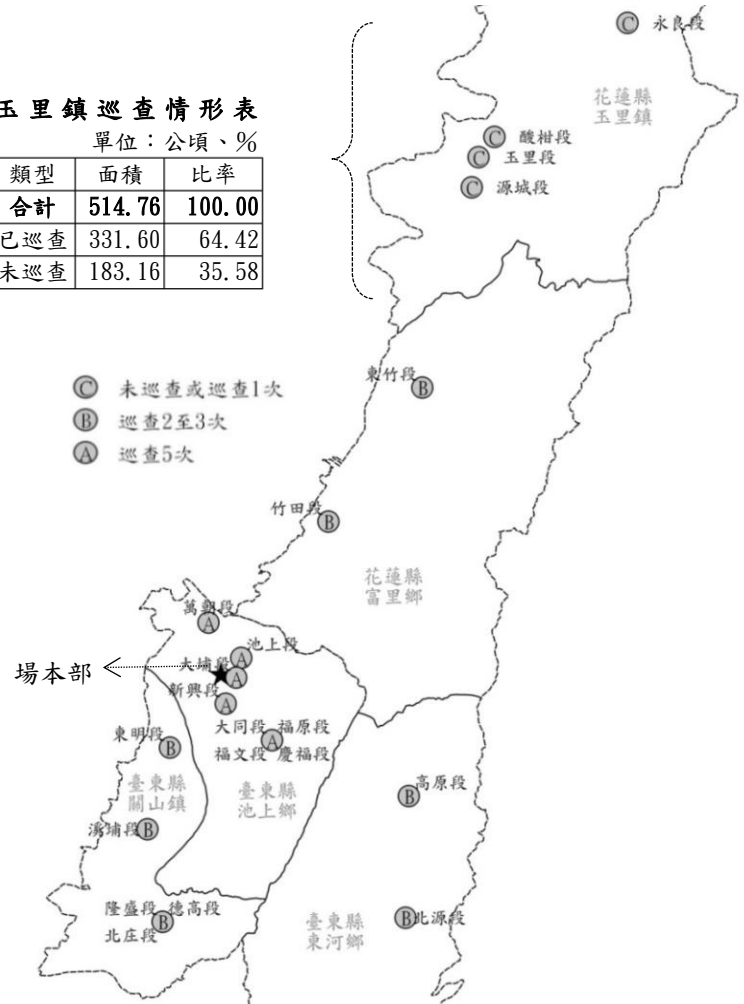 玉里鎮巡查情形表
單位：公頃、%
類型 面積 比率
合計 514.76 100.00
已巡查 331.60 64.42
未巡查 183.16 35.58
C 永良段
花蓮縣
玉里鎮
C 酸柑段
C 玉里段
C 源城段
C 未巡查或巡查1次
B 巡查2至3次
A 巡查5次
東竹段 B
竹田段 B
花蓮縣
富里鄉
萬朝段
A
池上段
A
大埔段
A
場本部
新興段
A
大同段 福原段
A
福文段 慶福段
東明段
B
臺東縣
關山鎮
臺東縣
池上鄉
高原段
B
溪埔段 B
隆盛段 德高段
B
北庄段
臺東縣
東河鄉
B 北源段